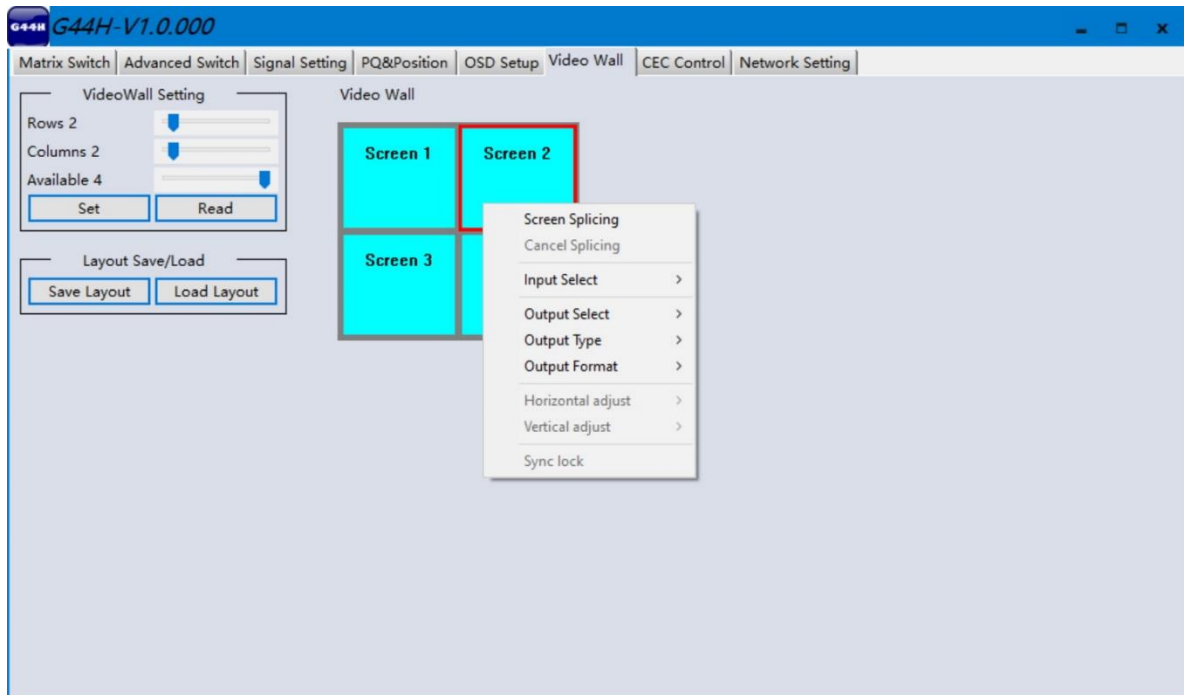 G44H G44H-V1.0.000
Matrix Switch Advanced Switch Signal Setting PQ&Position OSD Setup Video Wall CEC Control Network Setting
VideoWall Setting
Rows 2
Columns 2
Available 4
Set Read
Layout Save/Load
Save Layout Load Layout
Video Wall
Screen 1 Screen 2
Screen 3
Screen Splicing
Cancel Splicing
Input Select
Output Select
Output Type
Output Format
Horizontal adjust
Vertical adjust
Sync lock